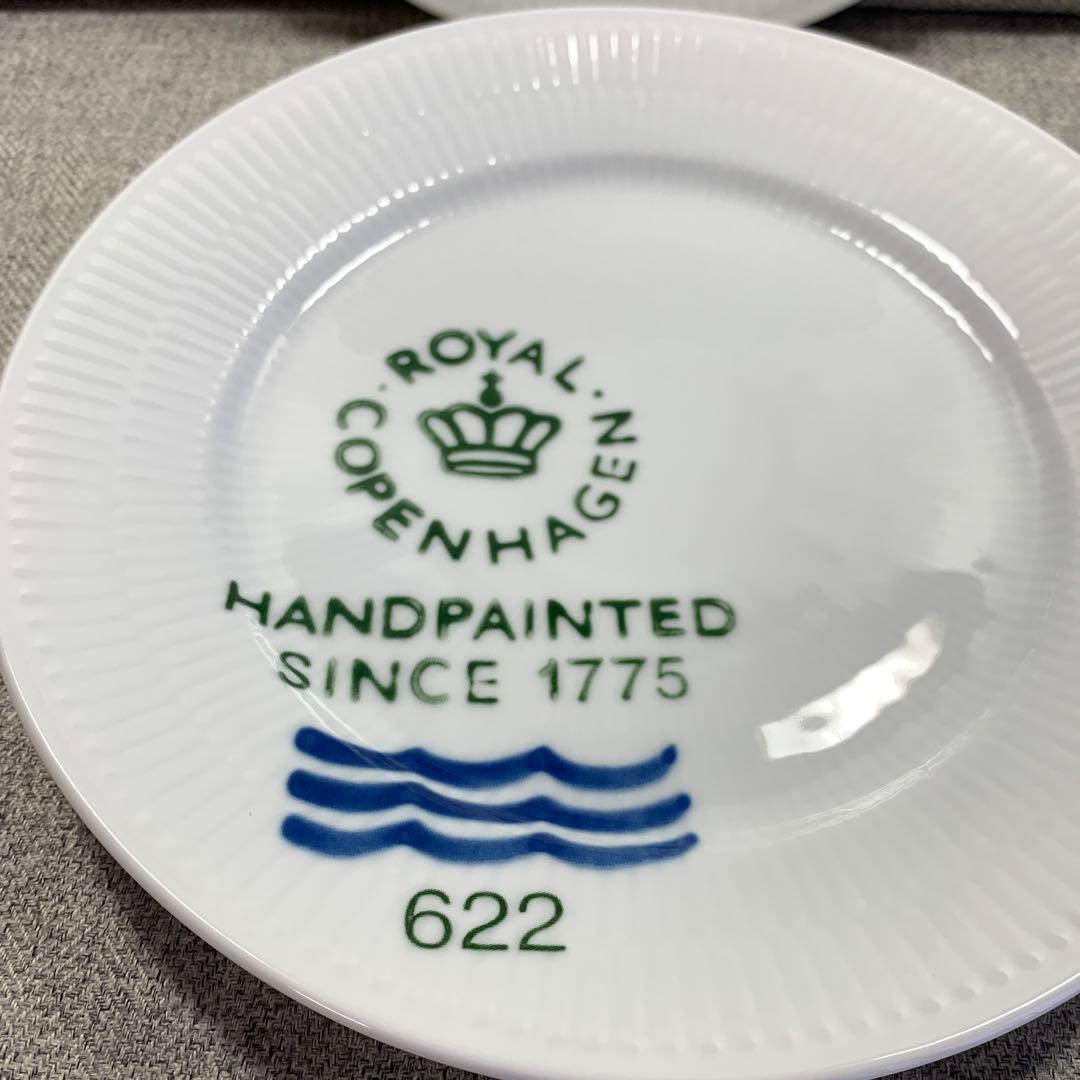 ROYAL
COPENHAGEN
HANDPAINTED
SINCE 1775
622